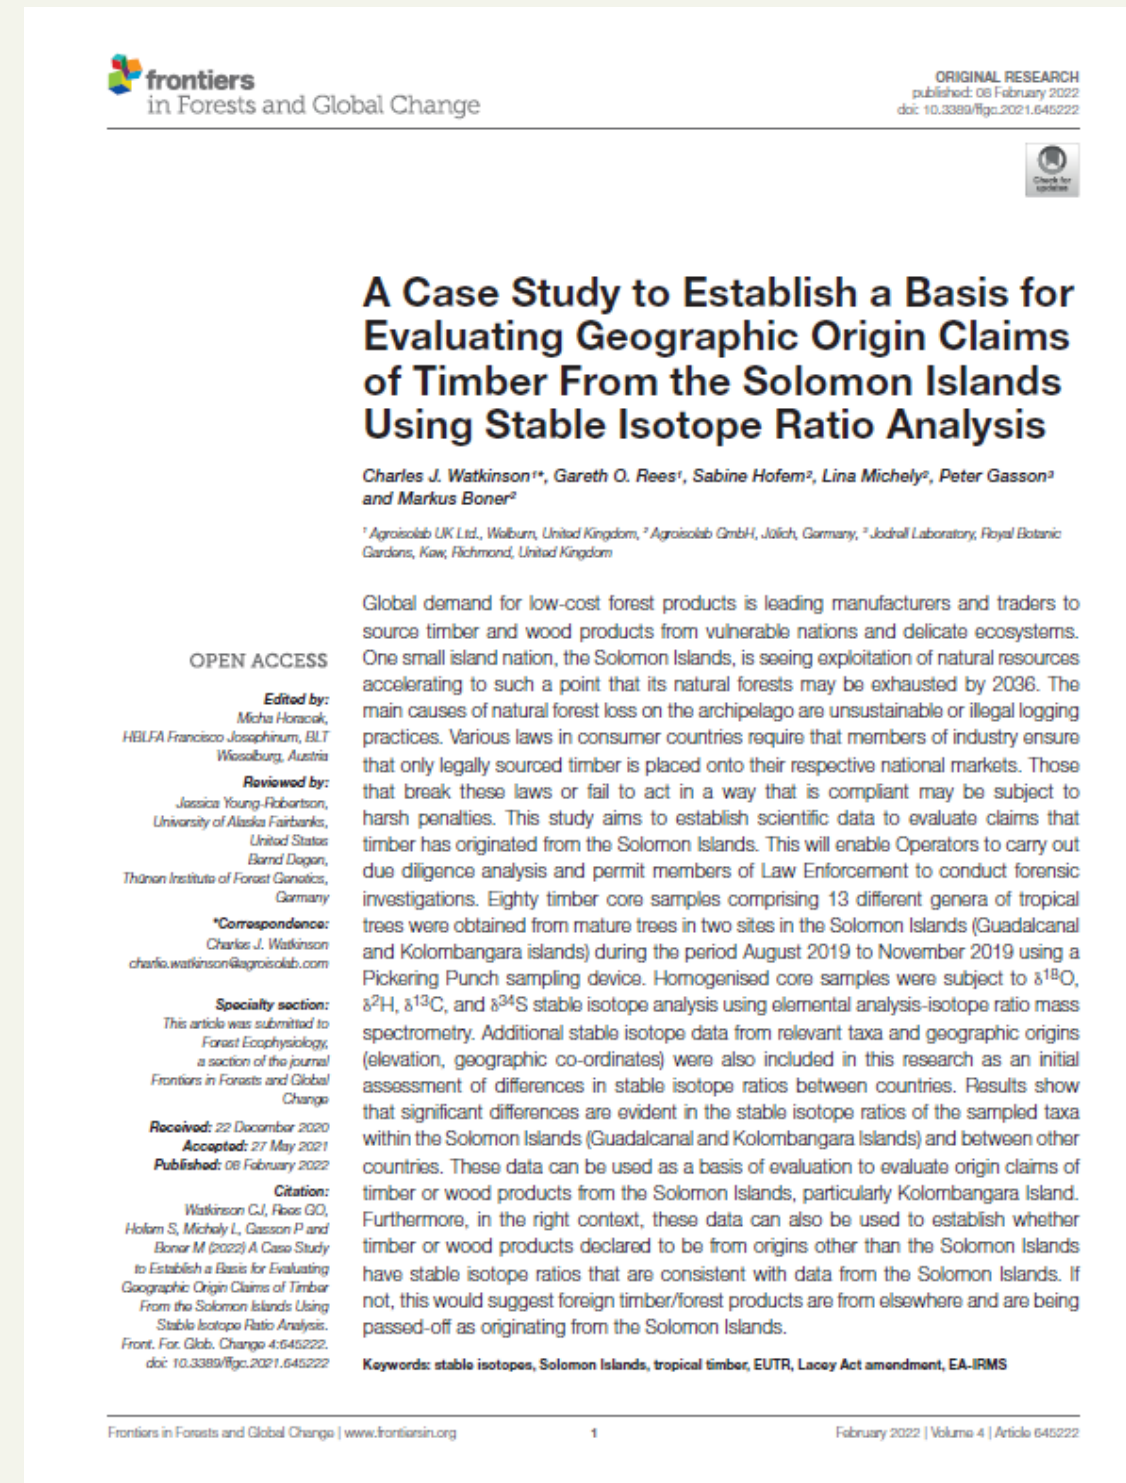 frontiers
in Forests and Global Change
ORIGINAL RESEARCH
published: 08 February 2022
doi: 10.3389/ffgc.2021.645222
Check for
updates
A Case Study to Establish a Basis for
Evaluating Geographic Origin Claims
of Timber From the Solomon Islands
Using Stable Isotope Ratio Analysis
Charles J. Watkinson¹*, Gareth O. Rees¹, Sabine Hofem², Lina Michely², Peter Gasson³
and Markus Boner²
¹ Agroisolab UK Ltd., Welburn, United Kingdom, ² Agroisolab GmbH, Jülich, Germany, ³ Jodrell Laboratory, Royal Botanic
Gardens, Kew, Richmond, United Kingdom
OPEN ACCESS
Edited by:
Micha Horacek,
HBLFA Francisco Josephinum, BLT
Wieselburg, Austria
Reviewed by:
Jessica Young-Robertson,
University of Alaska Fairbanks,
United States
Bernd Degen,
Thünen Institute of Forest Genetics,
Germany
*Correspondence:
Charles J. Watkinson
charlie.watkinson@agroisolab.com
Specialty section:
This article was submitted to
Forest Ecophysiology,
a section of the journal
Frontiers in Forests and Global
Change
Received: 22 December 2020
Accepted: 27 May 2021
Published: 08 February 2022
Citation:
Watkinson CJ, Rees GO,
Hofem S, Michely L, Gasson P and
Boner M (2022) A Case Study
to Establish a Basis for Evaluating
Geographic Origin Claims of Timber
From the Solomon Islands Using
Stable Isotope Ratio Analysis.
Front. For. Glob. Change 4:645222.
doi: 10.3389/ffgc.2021.645222
Global demand for low-cost forest products is leading manufacturers and traders to
source timber and wood products from vulnerable nations and delicate ecosystems.
One small island nation, the Solomon Islands, is seeing exploitation of natural resources
accelerating to such a point that its natural forests may be exhausted by 2036. The
main causes of natural forest loss on the archipelago are unsustainable or illegal logging
practices. Various laws in consumer countries require that members of industry ensure
that only legally sourced timber is placed onto their respective national markets. Those
that break these laws or fail to act in a way that is compliant may be subject to
harsh penalties. This study aims to establish scientific data to evaluate claims that
timber has originated from the Solomon Islands. This will enable Operators to carry out
due diligence analysis and permit members of Law Enforcement to conduct forensic
investigations. Eighty timber core samples comprising 13 different genera of tropical
trees were obtained from mature trees in two sites in the Solomon Islands (Guadalcanal
and Kolombangara islands) during the period August 2019 to November 2019 using a
Pickering Punch sampling device. Homogenised core samples were subject to δ¹⁸O,
δ²H, δ¹³C, and δ³⁴S stable isotope analysis using elemental analysis-isotope ratio mass
spectrometry. Additional stable isotope data from relevant taxa and geographic origins
(elevation, geographic co-ordinates) were also included in this research as an initial
assessment of differences in stable isotope ratios between countries. Results show
that significant differences are evident in the stable isotope ratios of the sampled taxa
within the Solomon Islands (Guadalcanal and Kolombangara Islands) and between other
countries. These data can be used as a basis of evaluation to evaluate origin claims of
timber or wood products from the Solomon Islands, particularly Kolombangara Island.
Furthermore, in the right context, these data can also be used to establish whether
timber or wood products declared to be from origins other than the Solomon Islands
have stable isotope ratios that are consistent with data from the Solomon Islands. If
not, this would suggest foreign timber/forest products are from elsewhere and are being
passed-off as originating from the Solomon Islands.
Keywords: stable isotopes, Solomon Islands, tropical timber, EUTR, Lacey Act amendment, EA-IRMS
Frontiers in Forests and Global Change | www.frontiersin.org
1
February 2022 | Volume 4 | Article 645222